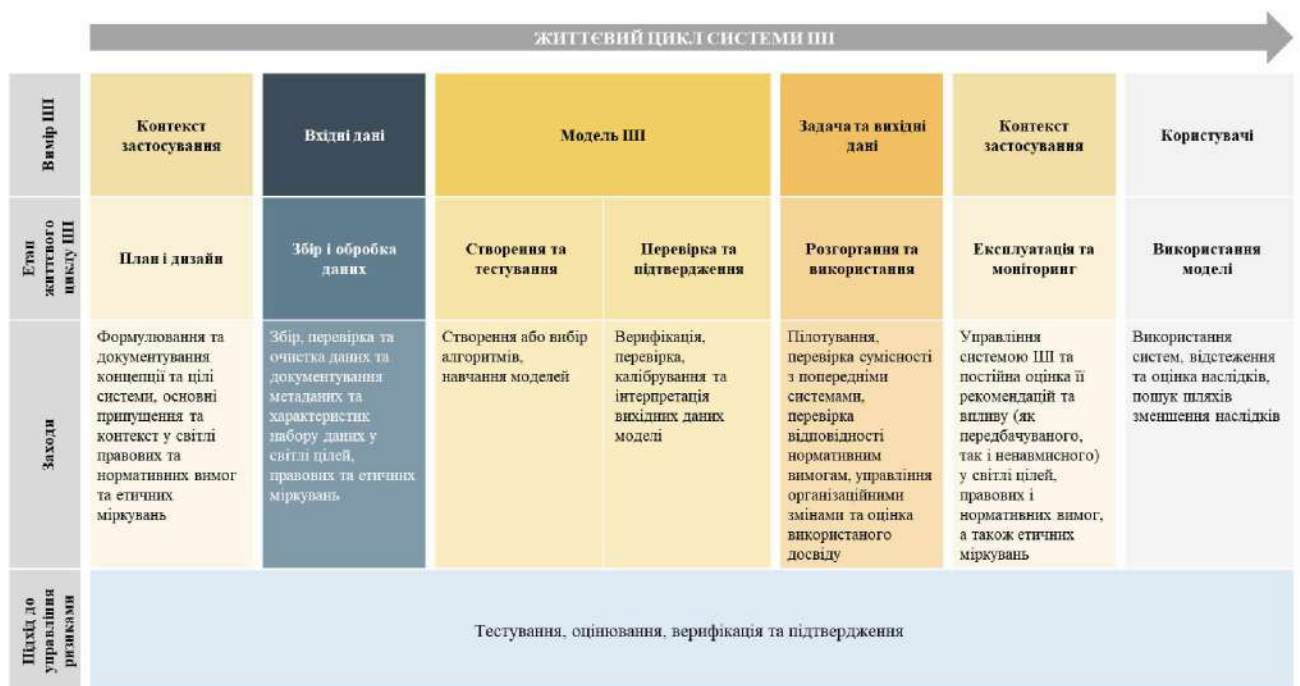 ЖИТТЄВИЙ ЦИКЛ СИСТЕМИ ШІ
Вимір ШІ
Контекст
застосування
Вхідні дані
Модель ШІ
Задача та вихідні
дані
Контекст
застосування
Користувачі
Етап
життєвого
циклу ШІ
План і дизайн
Збір і обробка
даних
Створення та
тестування
Перевірка та
підтвердження
Розгортання та
використання
Експлуатація та
моніторинг
Використання
моделі
Заходи
Формулювання та
документування
концепції та цілі
системи, основні
припущення та
контекст у світлі
правових та
нормативних вимог
та етичних
міркувань
Збір, перевірка та
очистка даних та
документування
метаданих та
характеристик
набору даних у
світлі цілей,
правових та етичних
міркувань
Створення або вибір
алгоритмів,
навчання моделей
Верифікація,
перевірка,
калібрування та
інтерпретація
вихідних даних
моделі
Пілотування,
перевірка сумісності
з попередніми
системами,
перевірка
відповідності
нормативним
вимогам, управління
організаційними
змінами та оцінка
використаного
досвіду
Управління
системою ШІ та
постійна оцінка її
рекомендацій та
впливу (як
передбачуваного,
так і ненавмисного)
у світлі цілей,
правових і
нормативних вимог,
а також етичних
міркувань
Використання
систем, відстеження
та оцінка наслідків,
пошук шляхів
зменшення наслідків
Підхід до
управління
ризиками
Тестування, оцінювання, верифікація та підтвердження